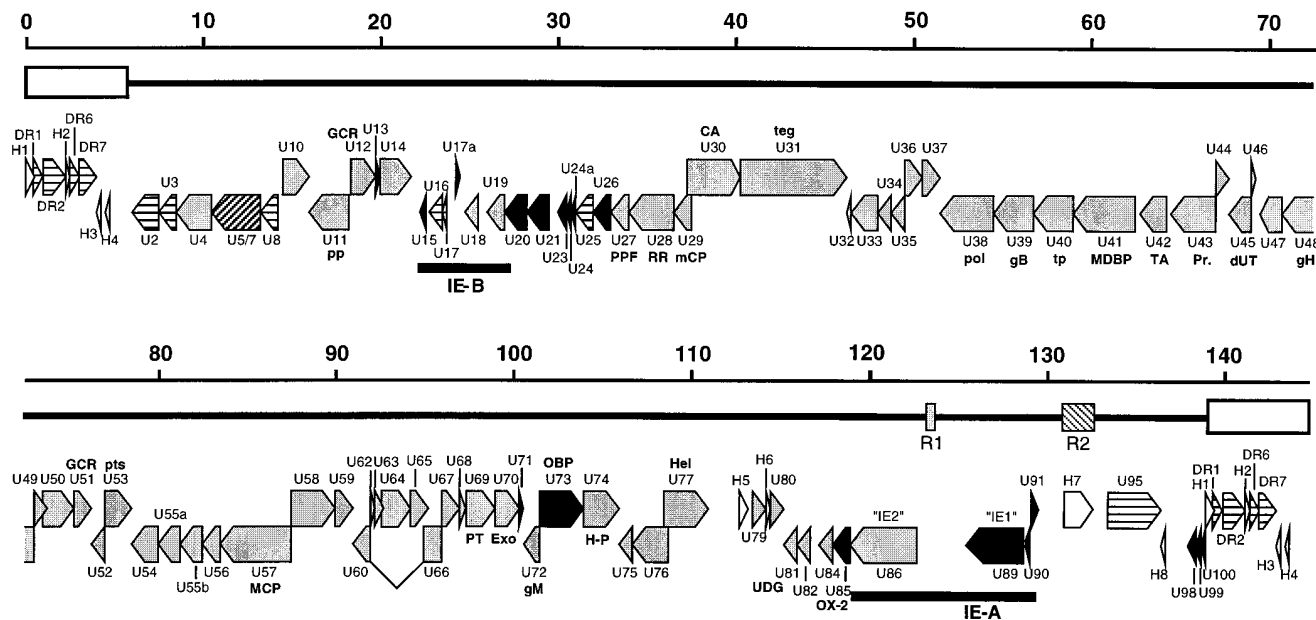 0 10 20 30 40 50 60 70
DR6
DR1 H2 U13 U17a U24a CA teg U44 U46
H1 DR7 U10 GCR U12 U14 U30 U31 U36 U37
U3 U16 U19 U26 U34
DR2 H3 H4 U2 U4 U5/7 U8 U11 U15 U17 U18 U20 U21 U23 U24 U25 U27 U28 U29 U32 U33 U35 U38 U39 U40 U41 U42 U43 U45 U47 U48
PP PPF RR mCP pol gB tp MDBP TA Pr. dUT gH
IE-B
80 90 100 110 120 130 140
R1 R2
GCR pts U62 U63 U65 U68 U71 OBP Hel H6 DR6
U49 U50 U51 U53 U58 U59 U64 U67 U69 U70 U73 U74 U77 H5 U80 U91 H7 U95 H1 DR1 H2 DR7
U55a PT Exo H-P U79 "IE2" "IE1" DR2
U52 U54 U55b U56 U57 U60 U66 U72 U75 U76 U81 U82 U84 U85 U86 U89 U90 H8 U98 U99 U100 H3 H4
MCP gM UDG OX-2
IE-A